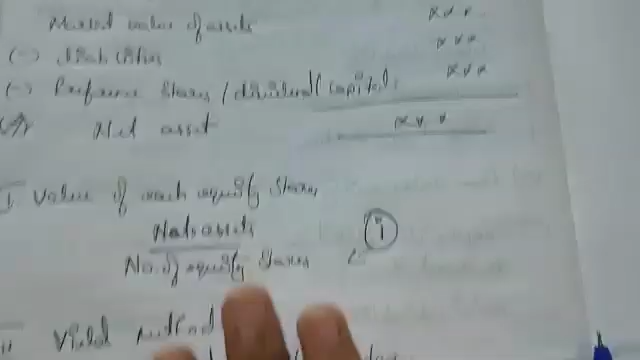 Market value of assets x x x
(-) Liabilities x x x
(-) Preference Shares / dividend (capital) x x x
Net asset x x x
Value of each equity shares
Net assets
No. of equity shares
Yield method